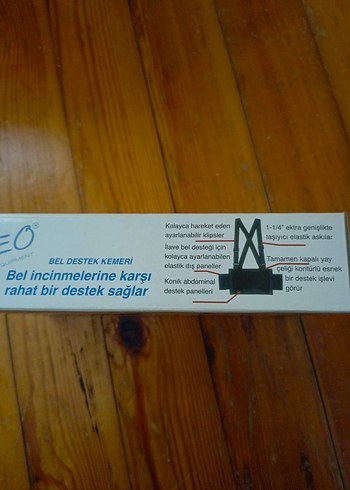 EO®
EQUIPMENT
BEL DESTEK KEMERİ
Bel incinmelerine karşı
rahat bir destek sağlar
Kolayca hareket eden
ayarlanabilir klipsler
İlave bel desteği için
kolayca ayarlanabilen
elastik dış paneller
Konik abdominal
destek panelleri
1-1/4" ektra genişlikte
taşıyıcı elastik askılar
Tamamen kapalı yay
çeliği kontürlü esnek
bir destek işlevi
görür